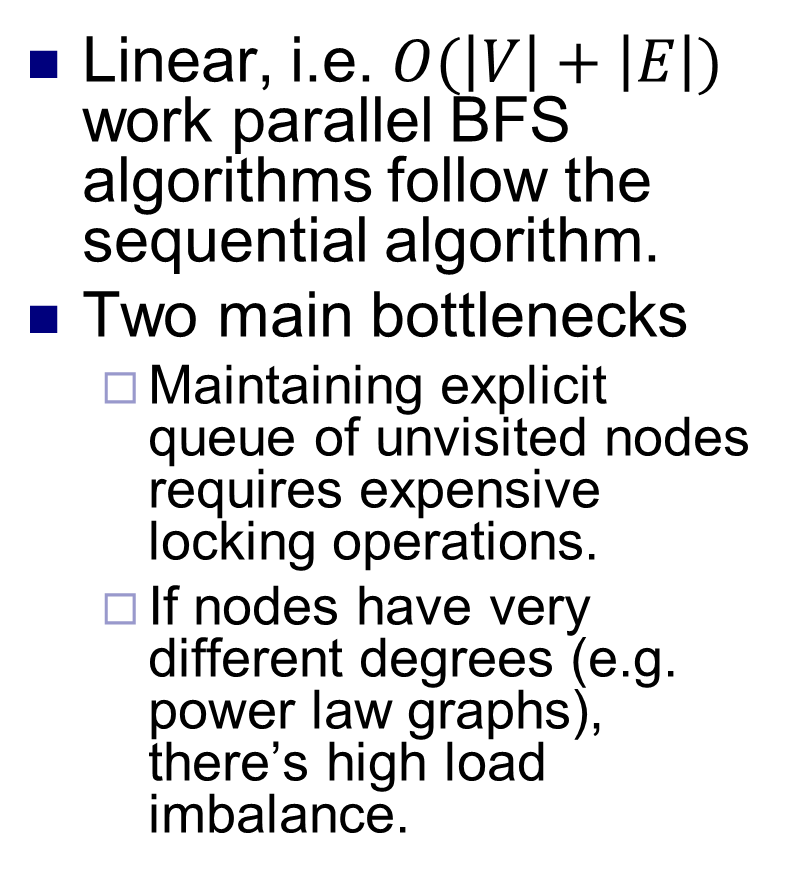 Linear, i.e. 𝑂(|𝑉| + |𝐸|)
work parallel BFS
algorithms follow the
sequential algorithm.
Two main bottlenecks
Maintaining explicit
queue of unvisited nodes
requires expensive
locking operations.
If nodes have very
different degrees (e.g.
power law graphs),
there’s high load
imbalance.